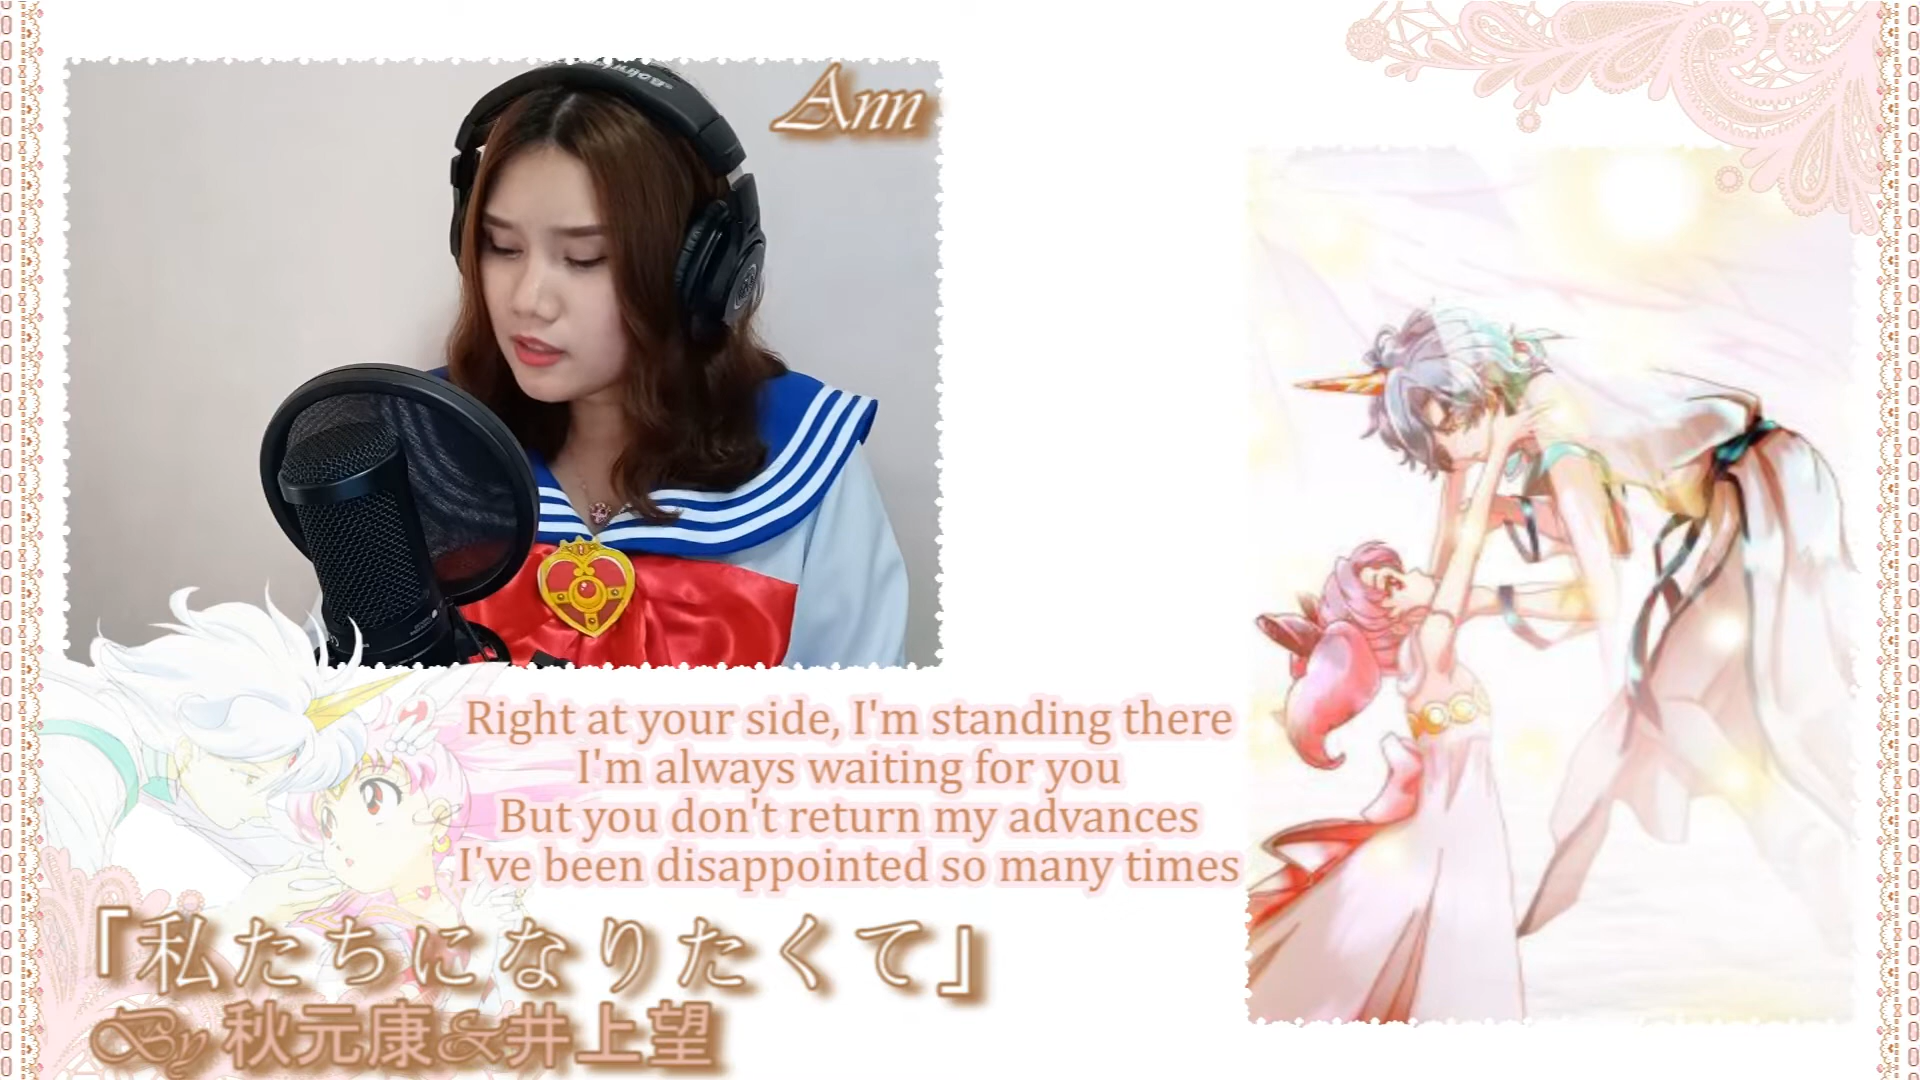 Ann
Right at your side, I'm standing there
I'm always waiting for you
But you don't return my advances
I've been disappointed so many times
「私たちになりたくて」
By 秋元康&井上望